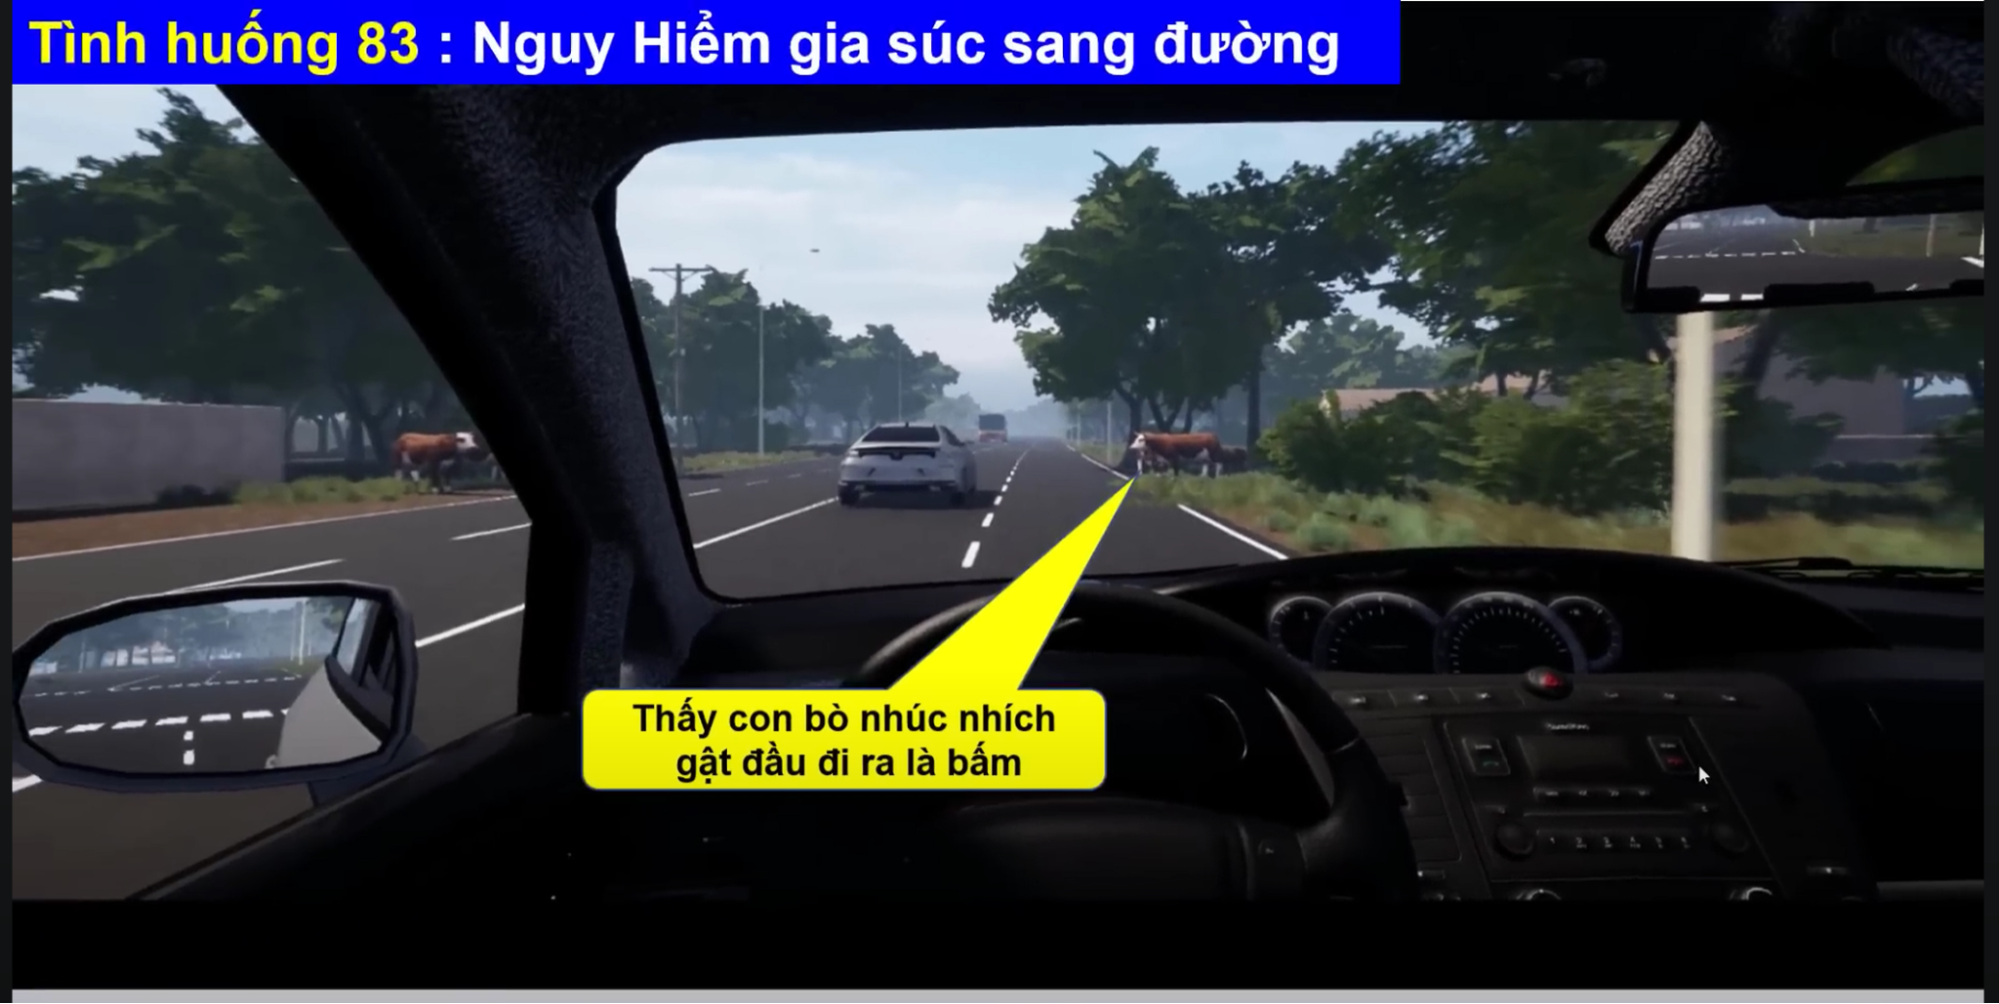 Tình huống 83 : Nguy Hiểm gia súc sang đường
Thấy con bò nhúc nhích
gật đầu đi ra là bấm